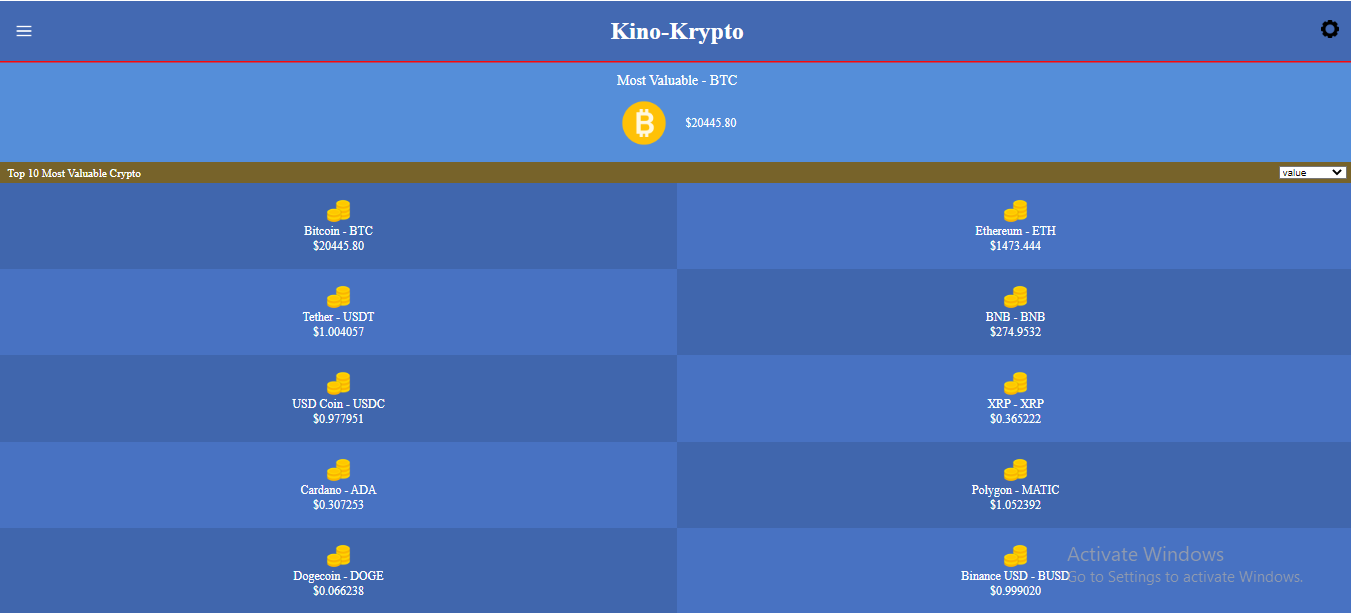 Kino-Krypto
Most Valuable - BTC
$20445.80
Top 10 Most Valuable Crypto
value
Bitcoin - BTC
$20445.80
Ethereum - ETH
$1473.444
Tether - USDT
$1.004057
BNB - BNB
$274.9532
USD Coin - USDC
$0.977951
XRP - XRP
$0.365222
Cardano - ADA
$0.307253
Polygon - MATIC
$1.052392
Dogecoin - DOGE
$0.066238
Binance USD - BUSD
$0.999020
Activate Windows
Go to Settings to activate Windows.